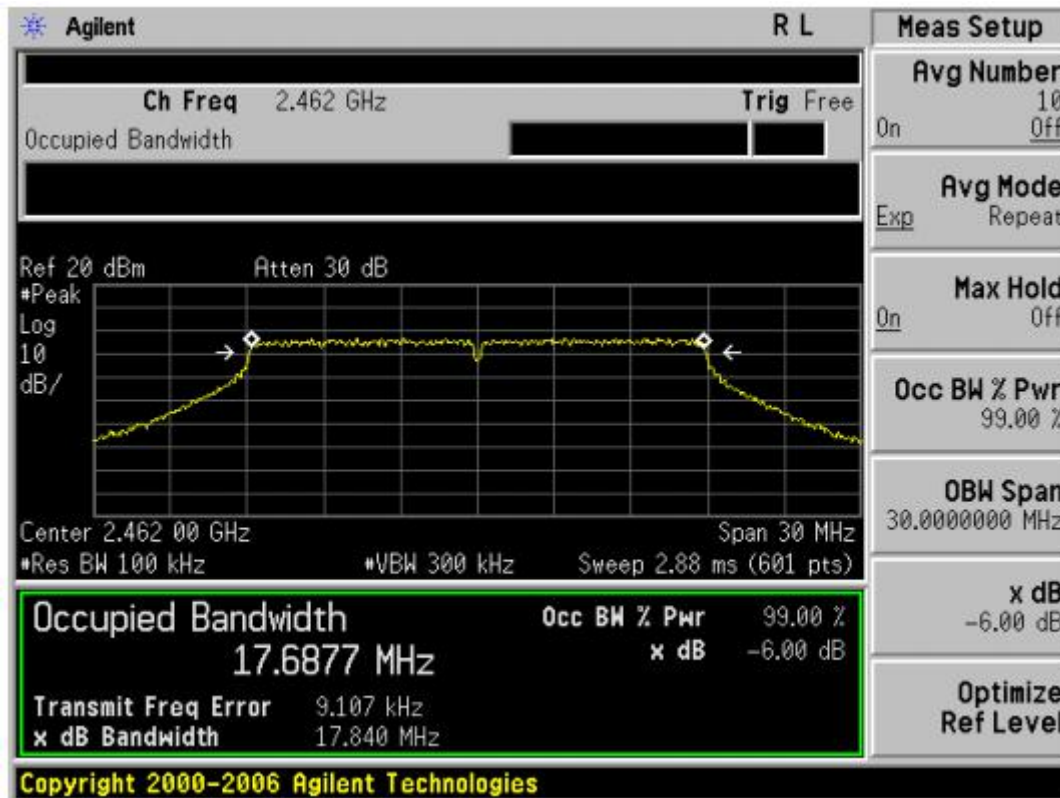 Agilent R L
Meas Setup
Ch Freq 2.462 GHz Trig Free
Occupied Bandwidth
Avg Number
10
On Off
Avg Mode
Exp Repeat
Max Hold
On Off
Occ BW % Pwr
99.00 %
OBW Span
30.0000000 MHz
x dB
-6.00 dB
Optimize
Ref Level
Ref 20 dBm Atten 30 dB
#Peak
Log
10
dB/
Center 2.462 00 GHz Span 30 MHz
#Res BW 100 kHz #VBW 300 kHz Sweep 2.88 ms (601 pts)
Occupied Bandwidth Occ BW % Pwr 99.00 %
17.6877 MHz x dB -6.00 dB
Transmit Freq Error 9.107 kHz
x dB Bandwidth 17.840 MHz
Copyright 2000-2006 Agilent Technologies